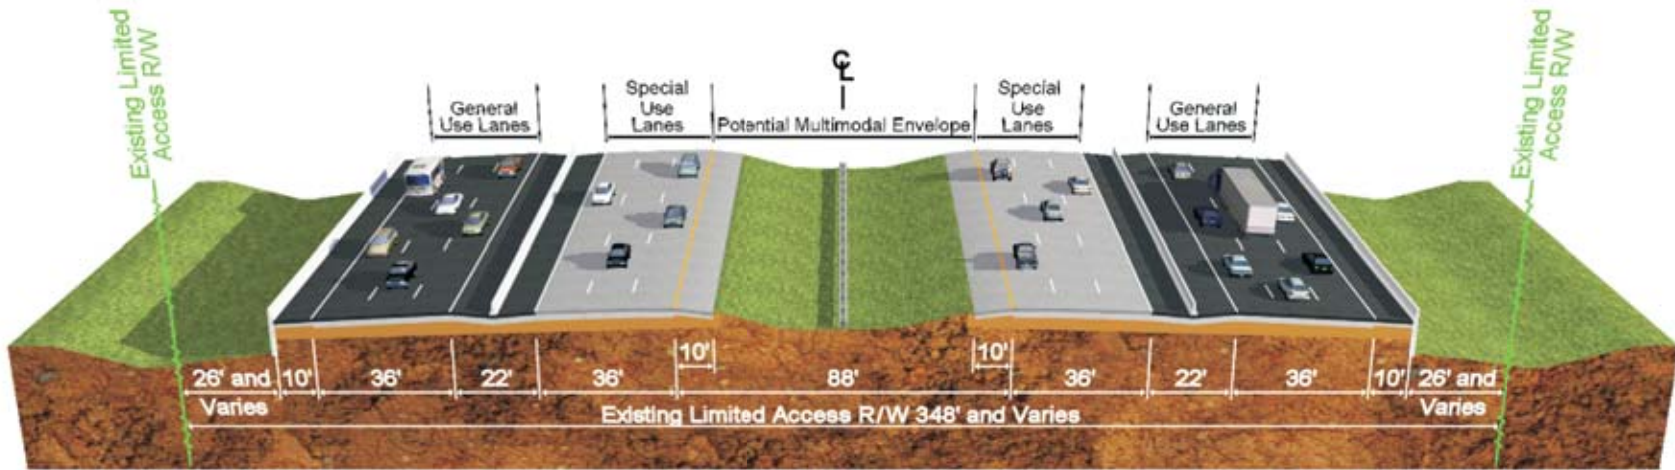 Existing Limited
Access R/W
General
Use Lanes
Special
Use
Lanes
CL
Potential Multimodal Envelope
Special
Use
Lanes
General
Use Lanes
Existing Limited
Access R/W
26' and
Varies
10'
36'
22'
36'
10'
88'
10'
36'
22'
36'
10'
26' and
Varies
Existing Limited Access R/W 348' and Varies